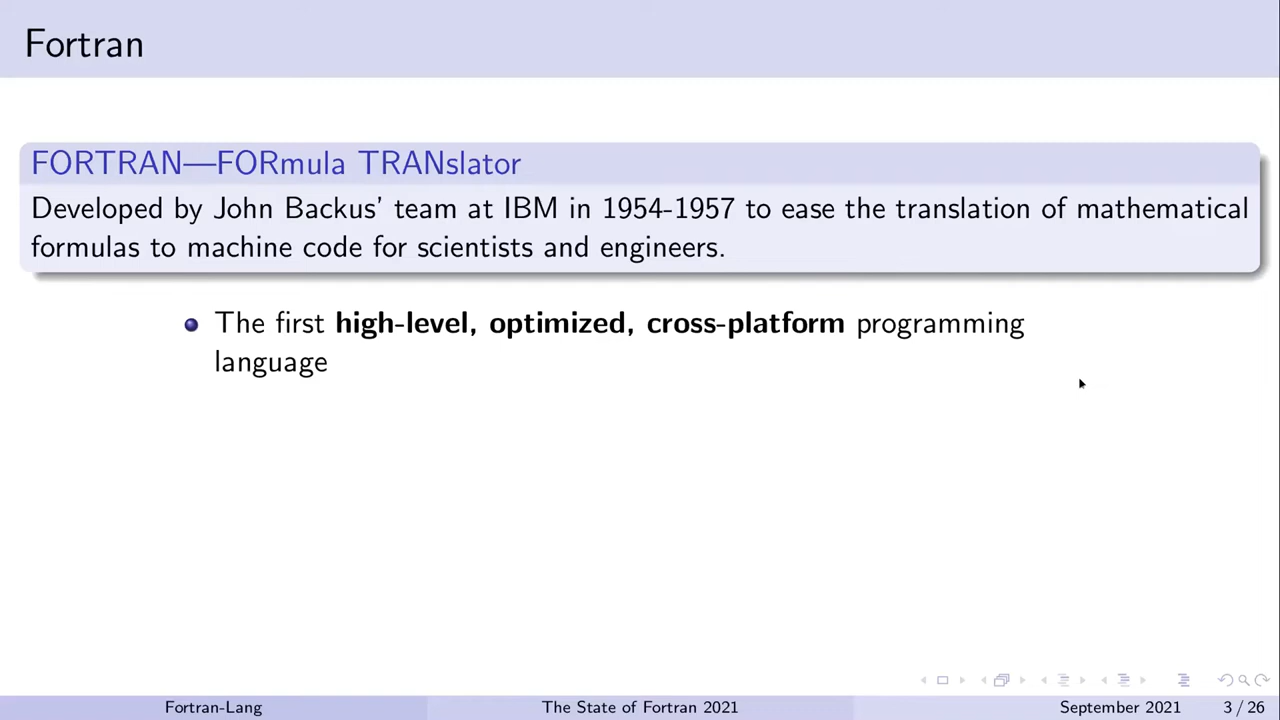 Fortran
FORTRAN—FORmula TRANslator
Developed by John Backus' team at IBM in 1954-1957 to ease the translation of mathematical
formulas to machine code for scientists and engineers.
The first high-level, optimized, cross-platform programming
language
Fortran-Lang
The State of Fortran 2021
September 2021
3 / 26